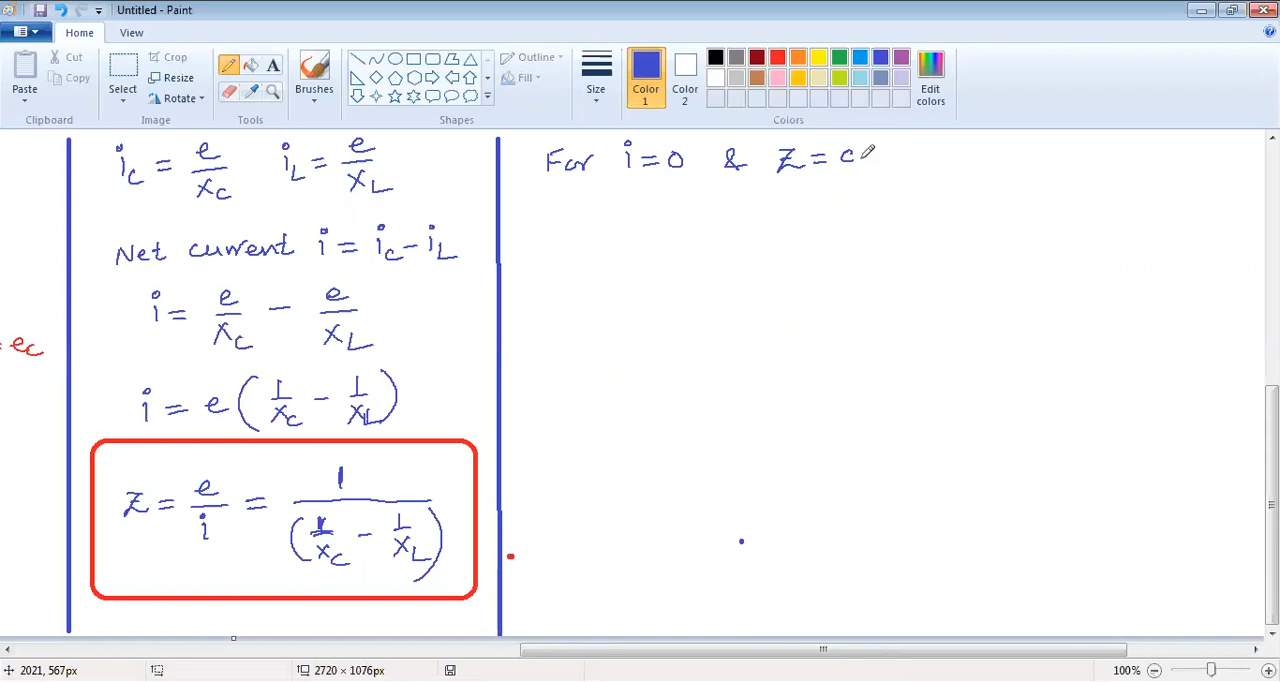 Untitled - Paint
Home View
Paste
Cut
Copy
Clipboard
Select
Crop
Resize
Rotate
Image
A
Tools
Brushes
Outline
Fill
Shapes
Size
Color 1
Color 2
Edit colors
Colors
= ec
iC = e/XC iL = e/XL
Net current i = iC - iL
i = e/XC - e/XL
i = e(1/XC - 1/XL)
Z = e/i = 1/(1/XC - 1/XL)
For i=0 & Z=
2021, 567px
2720 × 1076px
100%